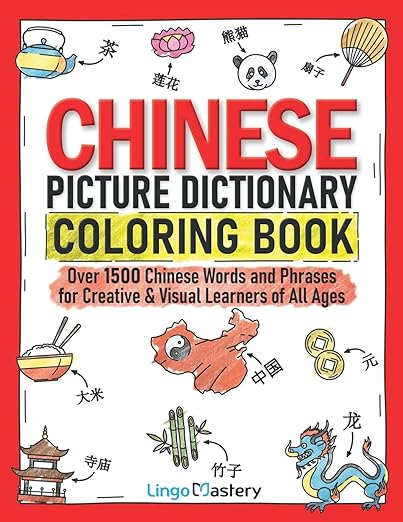 茶
莲花
熊猫
扇子
CHINESE
PICTURE DICTIONARY
COLORING BOOK
Over 1500 Chinese Words and Phrases
for Creative & Visual Learners of All Ages
大米
中国
元
寺庙
竹子
龙
LingoMastery